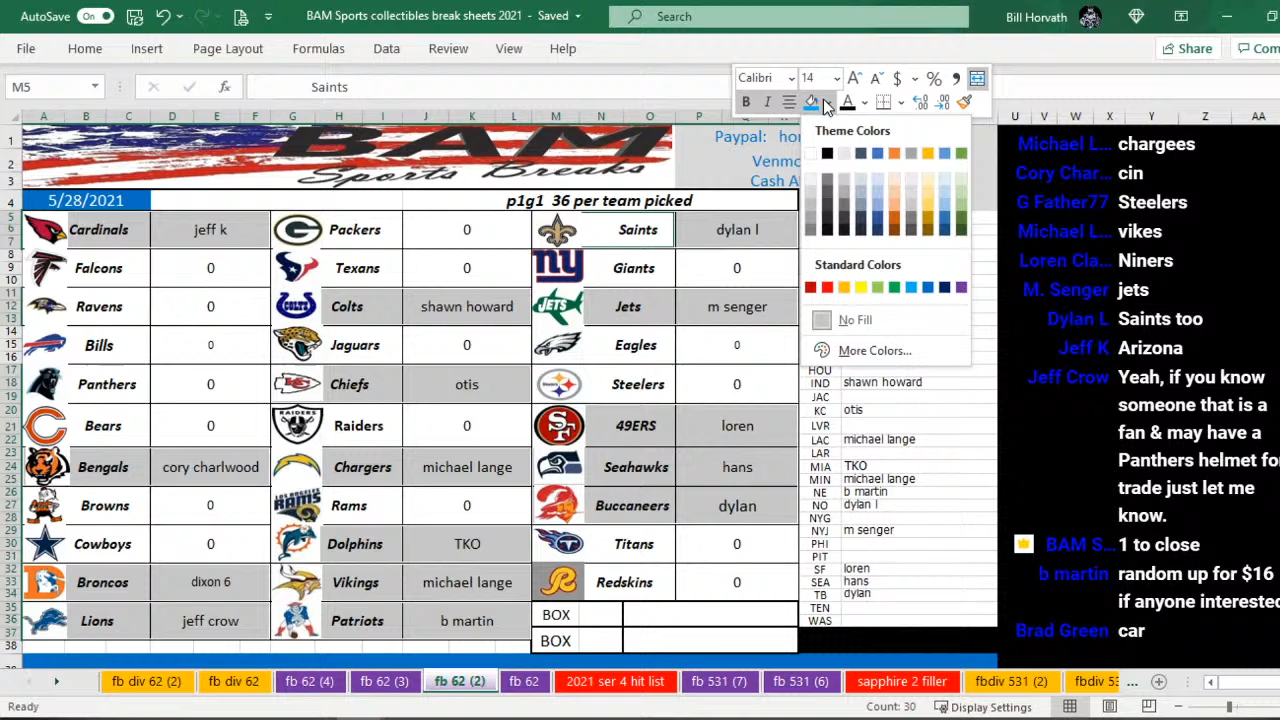 AutoSave On BAM Sports collectibles break sheets 2021 - Saved Search Bill Horvath
File Home Insert Page Layout Formulas Data Review View Help Share Com
M5 fx Saints
Calibri 14 A A $ % ,
B I A
A B C D E F G H I J K L M N O U V W X Y Z AA
Theme Colors
Standard Colors
No Fill
More Colors...
BAM
Sports Breaks
Paypal: ho
Venmo
Cash A
5/28/2021 p1g1 36 per team picked
Cardinals jeff k Packers 0 Saints dylan l
Falcons 0 Texans 0 Giants 0
Ravens 0 Colts shawn howard Jets m senger
Bills 0 Jaguars 0 Eagles 0
Panthers 0 Chiefs otis Steelers 0
Bears 0 Raiders 0 49ERS loren
Bengals cory charlwood Chargers michael lange Seahawks hans
Browns 0 Rams 0 Buccaneers dylan
Cowboys 0 Dolphins TKO Titans 0
Broncos dixon 6 Vikings michael lange Redskins 0
Lions jeff crow Patriots b martin BOX
BOX
HOU
IND shawn howard
JAC
KC otis
LVR
LAC michael lange
LAR
MIA TKO
MIN michael lange
NE b martin
NO dylan l
NYG
NYJ m senger
PHI
PIT
SF loren
SEA hans
TB dylan
TEN
WAS
Michael L... chargees
Cory Char... cin
G Father77 Steelers
Michael L... vikes
Loren Cla... Niners
M. Senger jets
Dylan L Saints too
Jeff K Arizona
Jeff Crow Yeah, if you know
someone that is a
fan & may have a
Panthers helmet fo
trade just let me
know.
BAM S... 1 to close
b martin random up for $16
if anyone interested
Brad Green car
fb div 62 (2) fb div 62 fb 62 (4) fb 62 (3) fb 62 (2) fb 62 2021 ser 4 hit list fb 531 (7) fb 531 (6) sapphire 2 filler fbdiv 531 (2) fbdiv 53 ...
Ready Count: 30 Display Settings